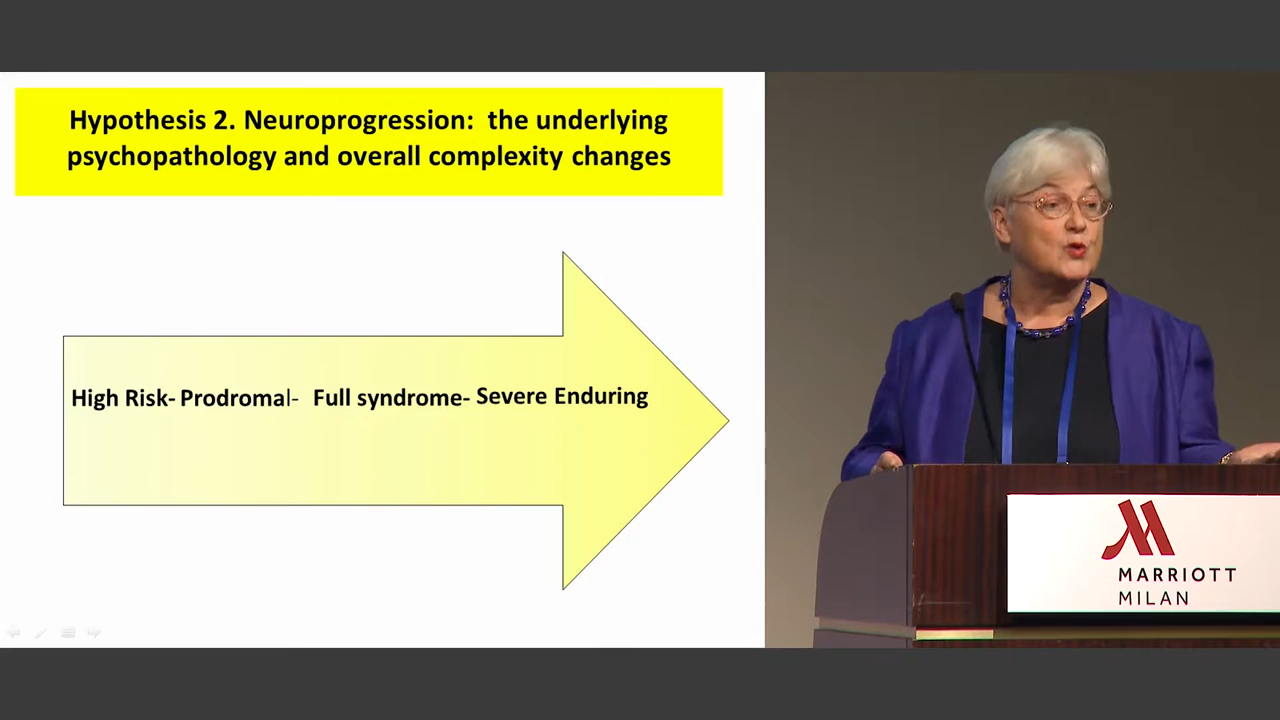 Hypothesis 2. Neuroprogression:  the underlying
psychopathology and overall complexity changes
High Risk- Prodromal-  Full syndrome- Severe Enduring
MARRIOTT
MILAN